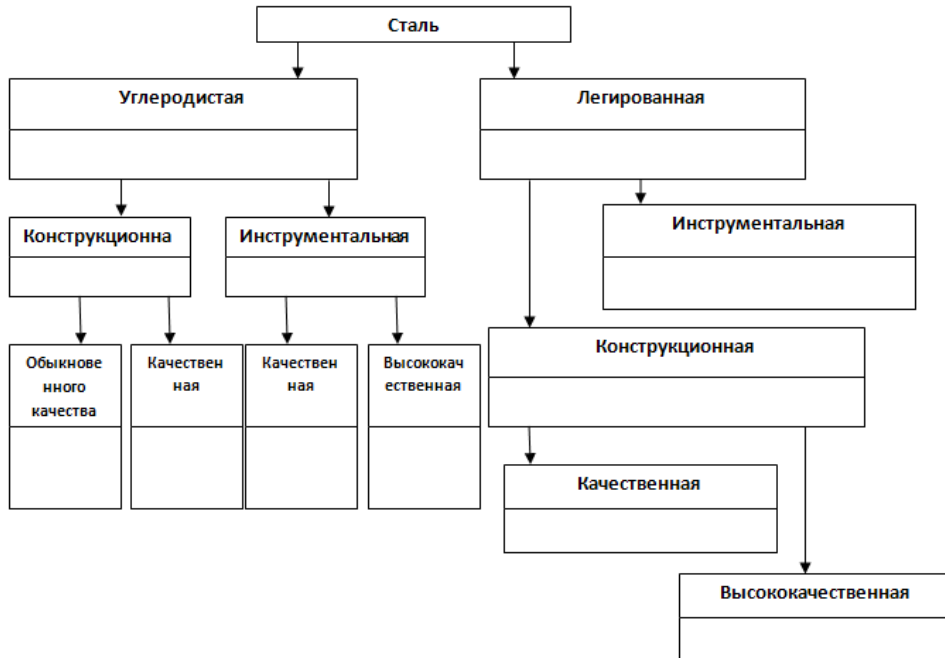 Сталь
Углеродистая
Легированная
Конструкционна
Инструментальная
Инструментальная
Обыкнове
нного
качества
Качествен
ная
Качествен
ная
Высококач
ественная
Конструкционная
Качественная
Высококачественная